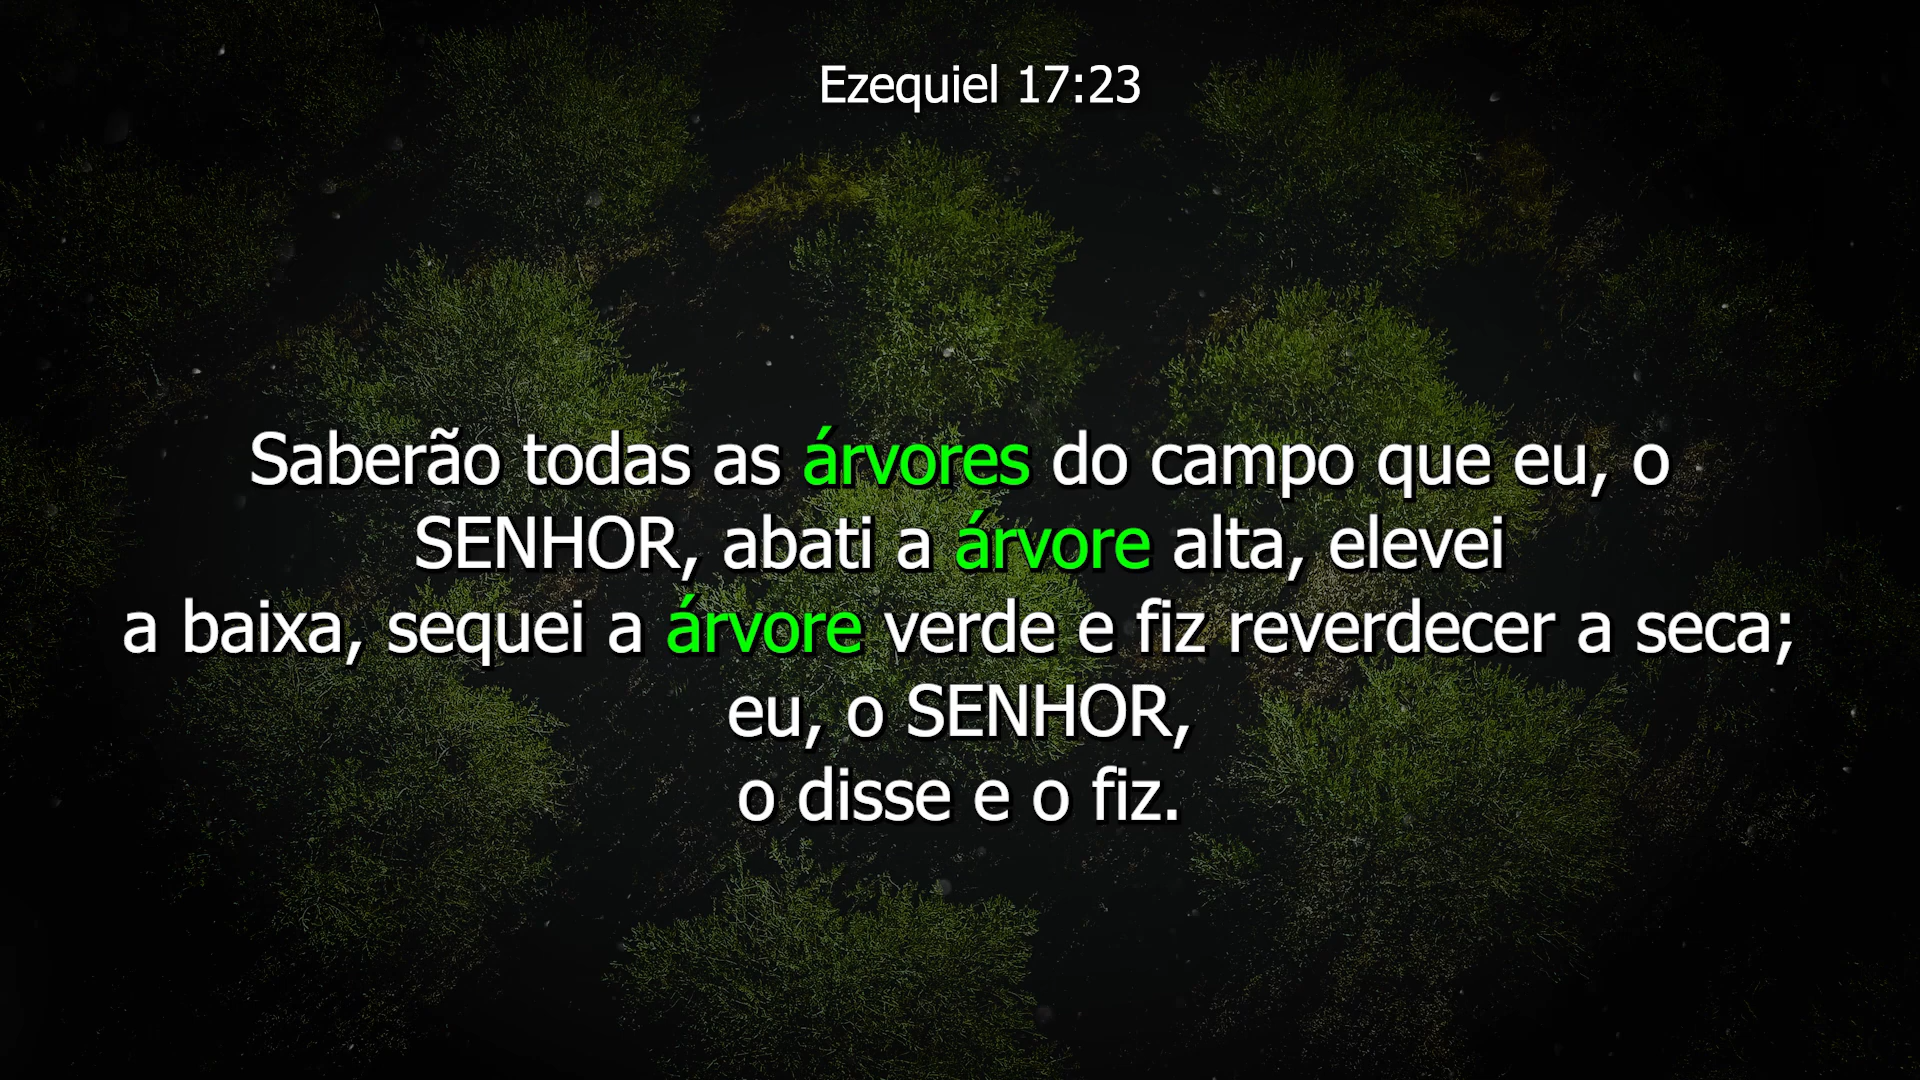 Ezequiel 17:23
Saberão todas as árvores do campo que eu, o
SENHOR, abati a árvore alta, elevei
a baixa, sequei a árvore verde e fiz reverdecer a seca;
eu, o SENHOR,
o disse e o fiz.